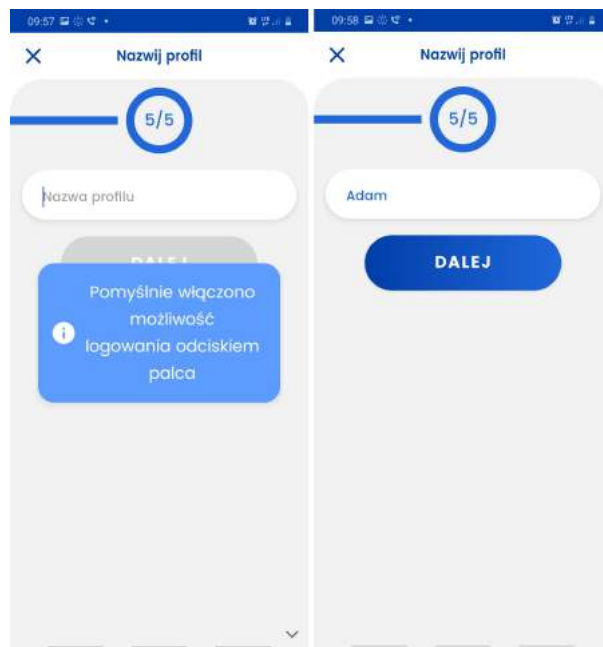 09:57
Nazwij profil
5/5
Nazwa profilu
Pomyślnie włączono
możliwość
logowania odciskiem
palca
09:58
Nazwij profil
5/5
Adam
DALEJ